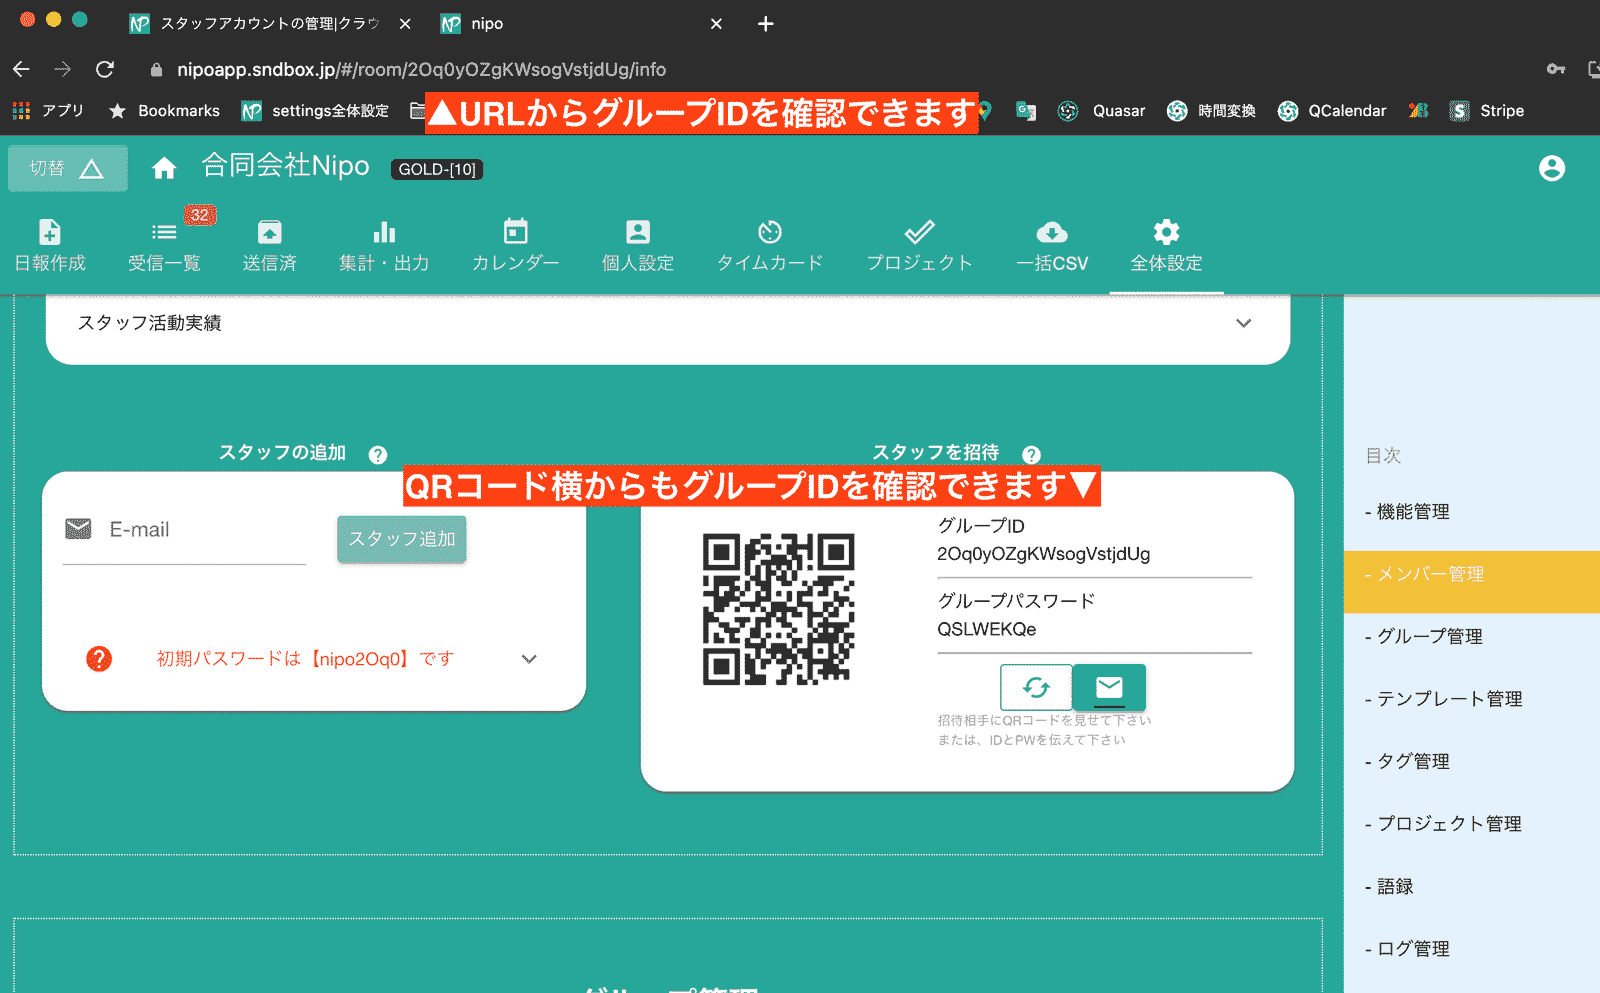 スタッフアカウントの管理|クラウ
nipo
nipoapp.sndbox.jp/#/room/2Oq0yOZgKWsogVstjdUg/info
アプリ
Bookmarks
settings全体設定
▲URLからグループIDを確認できます
Quasar
時間変換
QCalendar
Stripe
切替
合同会社Nipo
GOLD-[10]
32
日報作成
受信一覧
送信済
集計・出力
カレンダー
個人設定
タイムカード
プロジェクト
一括CSV
全体設定
スタッフ活動実績
スタッフの追加
スタッフを招待
QRコード横からもグループIDを確認できます▼
E-mail
スタッフ追加
初期パスワードは【nipo2Oq0】です
グループID
2Oq0yOZgKWsogVstjdUg
グループパスワード
QSLWEKQe
招待相手にQRコードを見せて下さい
または、IDとPWを伝えて下さい
目次
- 機能管理
- メンバー管理
- グループ管理
- テンプレート管理
- タグ管理
- プロジェクト管理
- 語録
- ログ管理
グループ管理